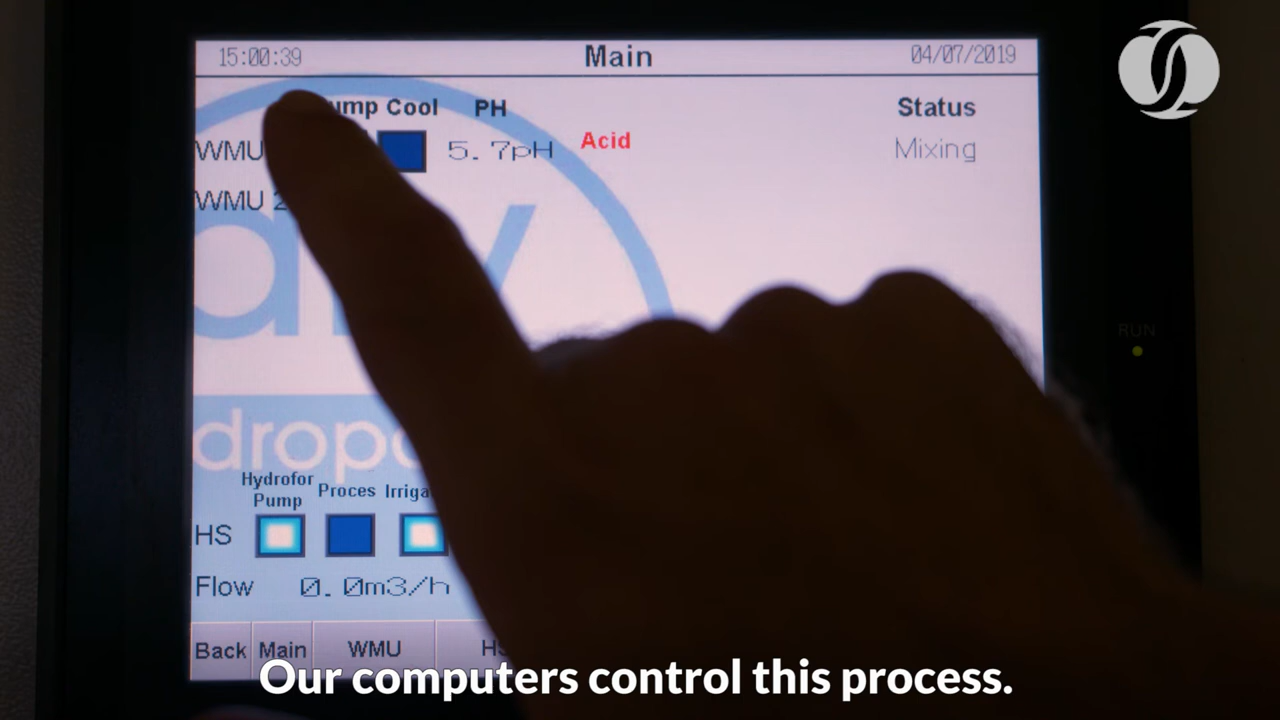 15:00:39 Main 04/07/2019
ump Cool PH Status
WMU 5.7pH Acid Mixing
WMU 2
dropo
Hydrofor
Pump Proces Irriga
HS
Flow 0.0m3/h
Back Main WMU HS
RUN
Our computers control this process.